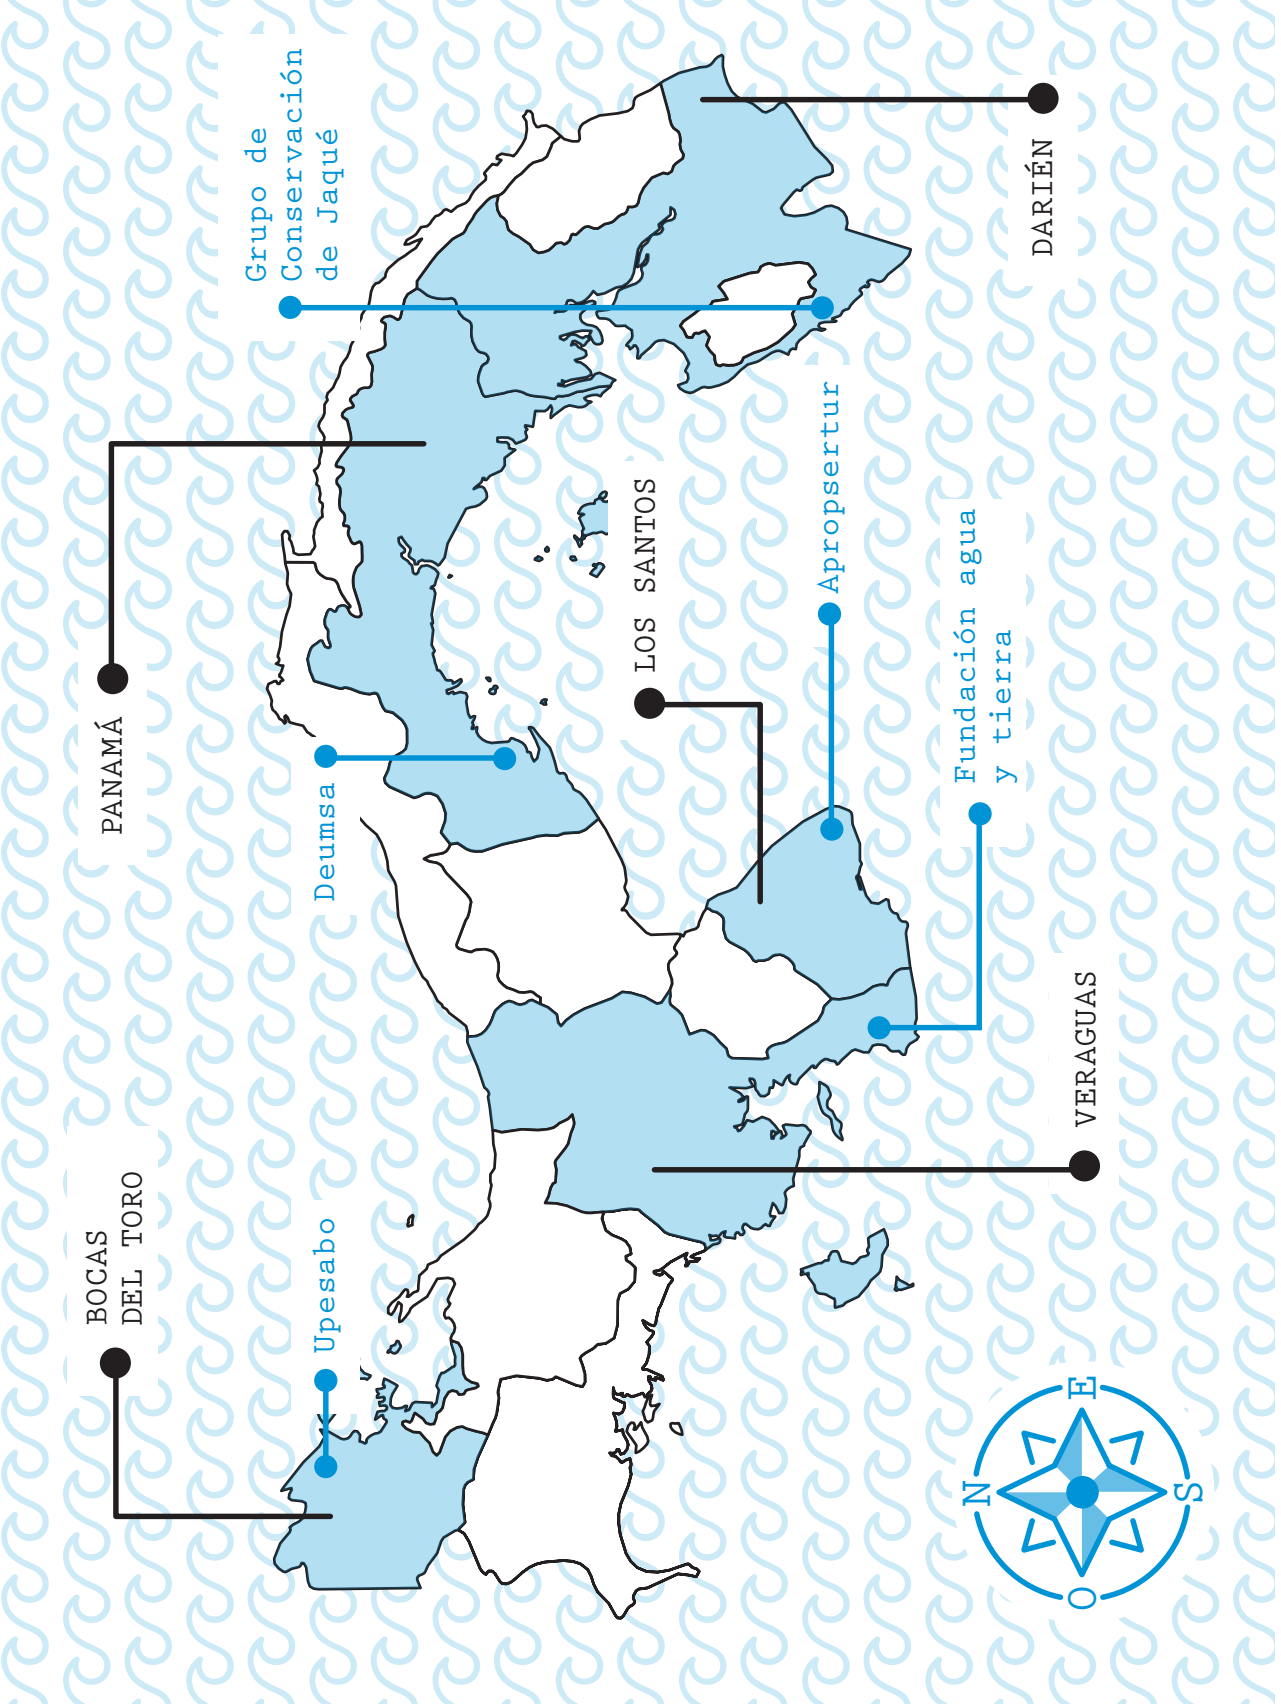 BOCAS
DEL TORO
Upesabo
PANAMÁ
Deumsa
Grupo de
Conservación
de Jaqué
LOS SANTOS
Apropsertur
Fundación agua
y tierra
VERAGUAS
DARIÉN
N
E
S
O